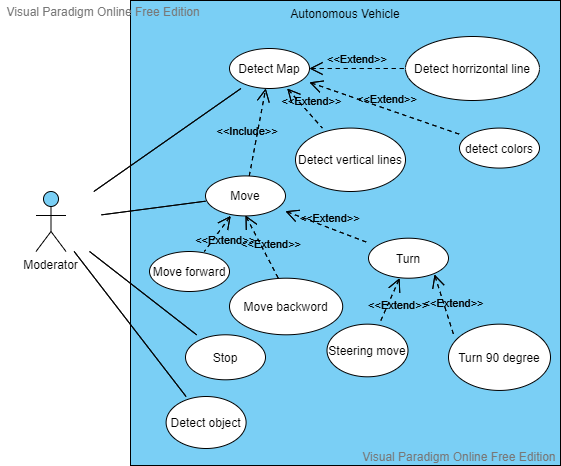 Visual Paradigm Online Free Edition
Autonomous Vehicle
Detect Map
<<Extend>>
Detect horrizontal line
<<Extend>>
<<Extend>>
<<Include>>
detect colors
Detect vertical lines
Move
<<Extend>>
Moderator
<<Extend>>
<<Extend>>
Turn
Move forward
Move backword
<<Extend>>
<<Extend>>
Stop
Steering move
Turn 90 degree
Detect object
Visual Paradigm Online Free Edition